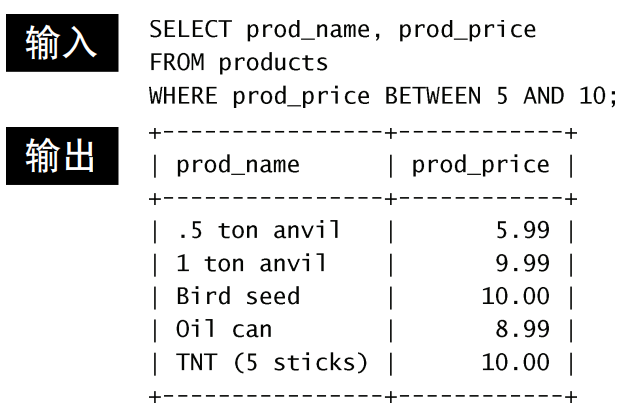 输入
SELECT prod_name, prod_price
FROM products
WHERE prod_price BETWEEN 5 AND 10;
输出
+----------------+------------+
| prod_name      | prod_price |
+----------------+------------+
| .5 ton anvil   |       5.99 |
| 1 ton anvil    |       9.99 |
| Bird seed      |      10.00 |
| Oil can        |       8.99 |
| TNT (5 sticks) |      10.00 |
+----------------+------------+